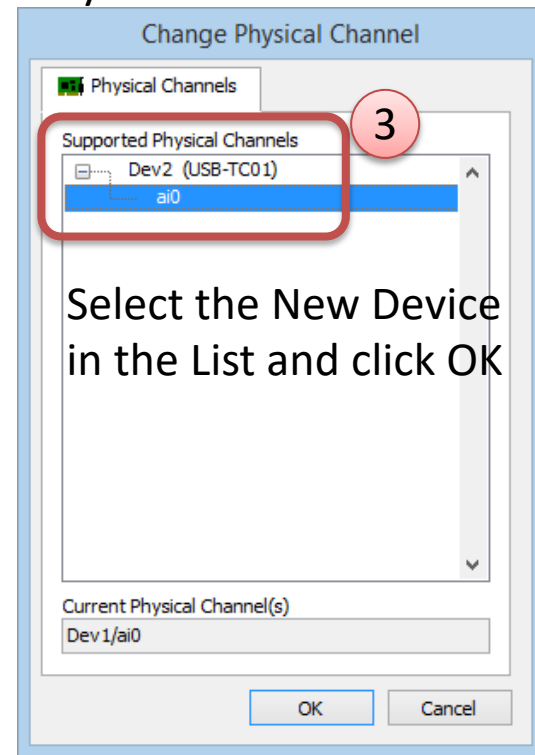 Change Physical Channel
Physical Channels
3
Supported Physical Channels
Dev2 (USB-TC01)
ai0
Select the New Device
in the List and click OK
Current Physical Channel(s)
Dev1/ai0
OK
Cancel